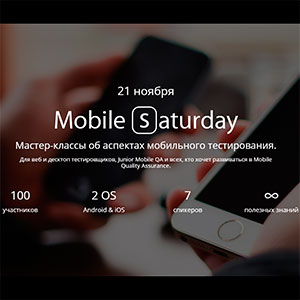 21 ноября
Mobile Saturday
Мастер-классы об аспектах мобильного тестирования.
Для веб и десктоп тестировщиков, Junior Mobile QA и всех, кто хочет развиваться в Mobile
Quality Assurance.
100 2 OS 7 ∞
участников Android & iOS спикеров полезных знаний